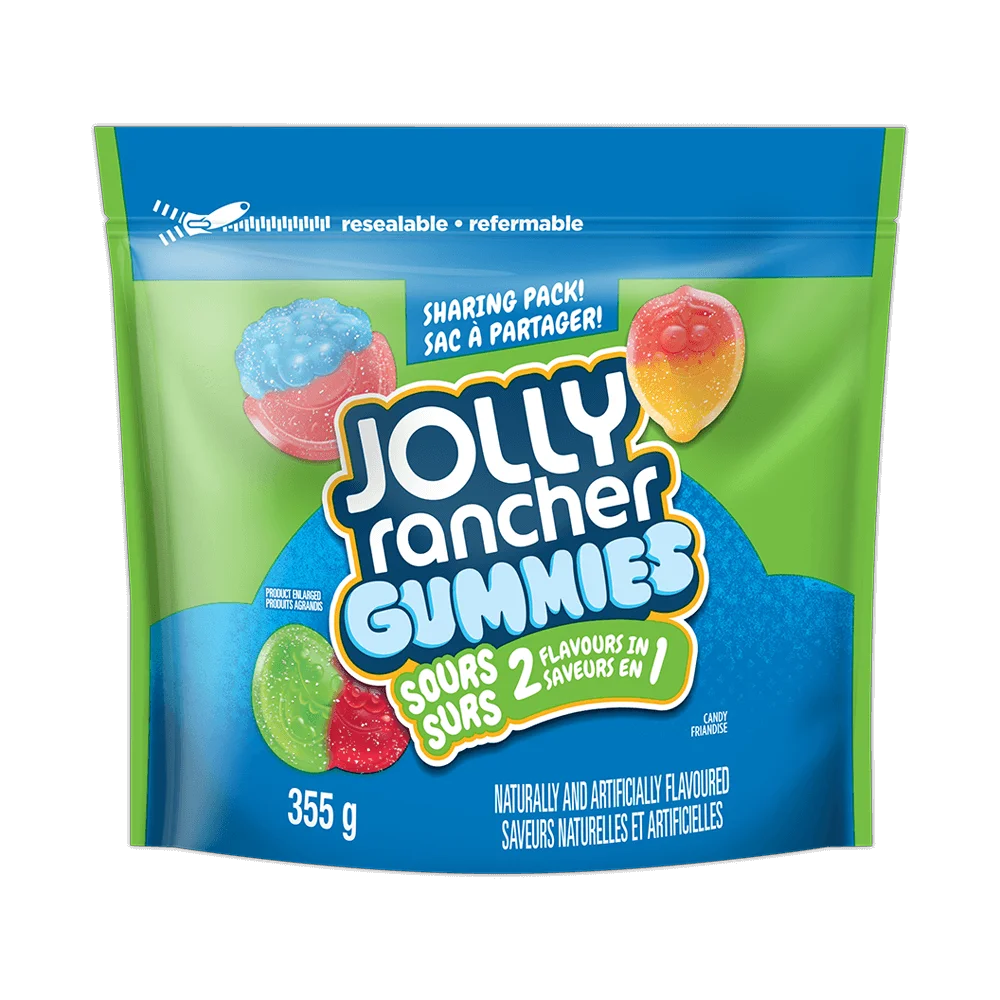 resealable • refermable
SHARING PACK!
SAC À PARTAGER!
JOLLY
rancher
GUMMIES
SOURS
SURS
2 FLAVOURS IN
SAVEURS EN 1
PRODUCT ENLARGED
PRODUITS AGRANDIS
CANDY
FRIANDISE
355 g
NATURALLY AND ARTIFICIALLY FLAVOURED
SAVEURS NATURELLES ET ARTIFICIELLES